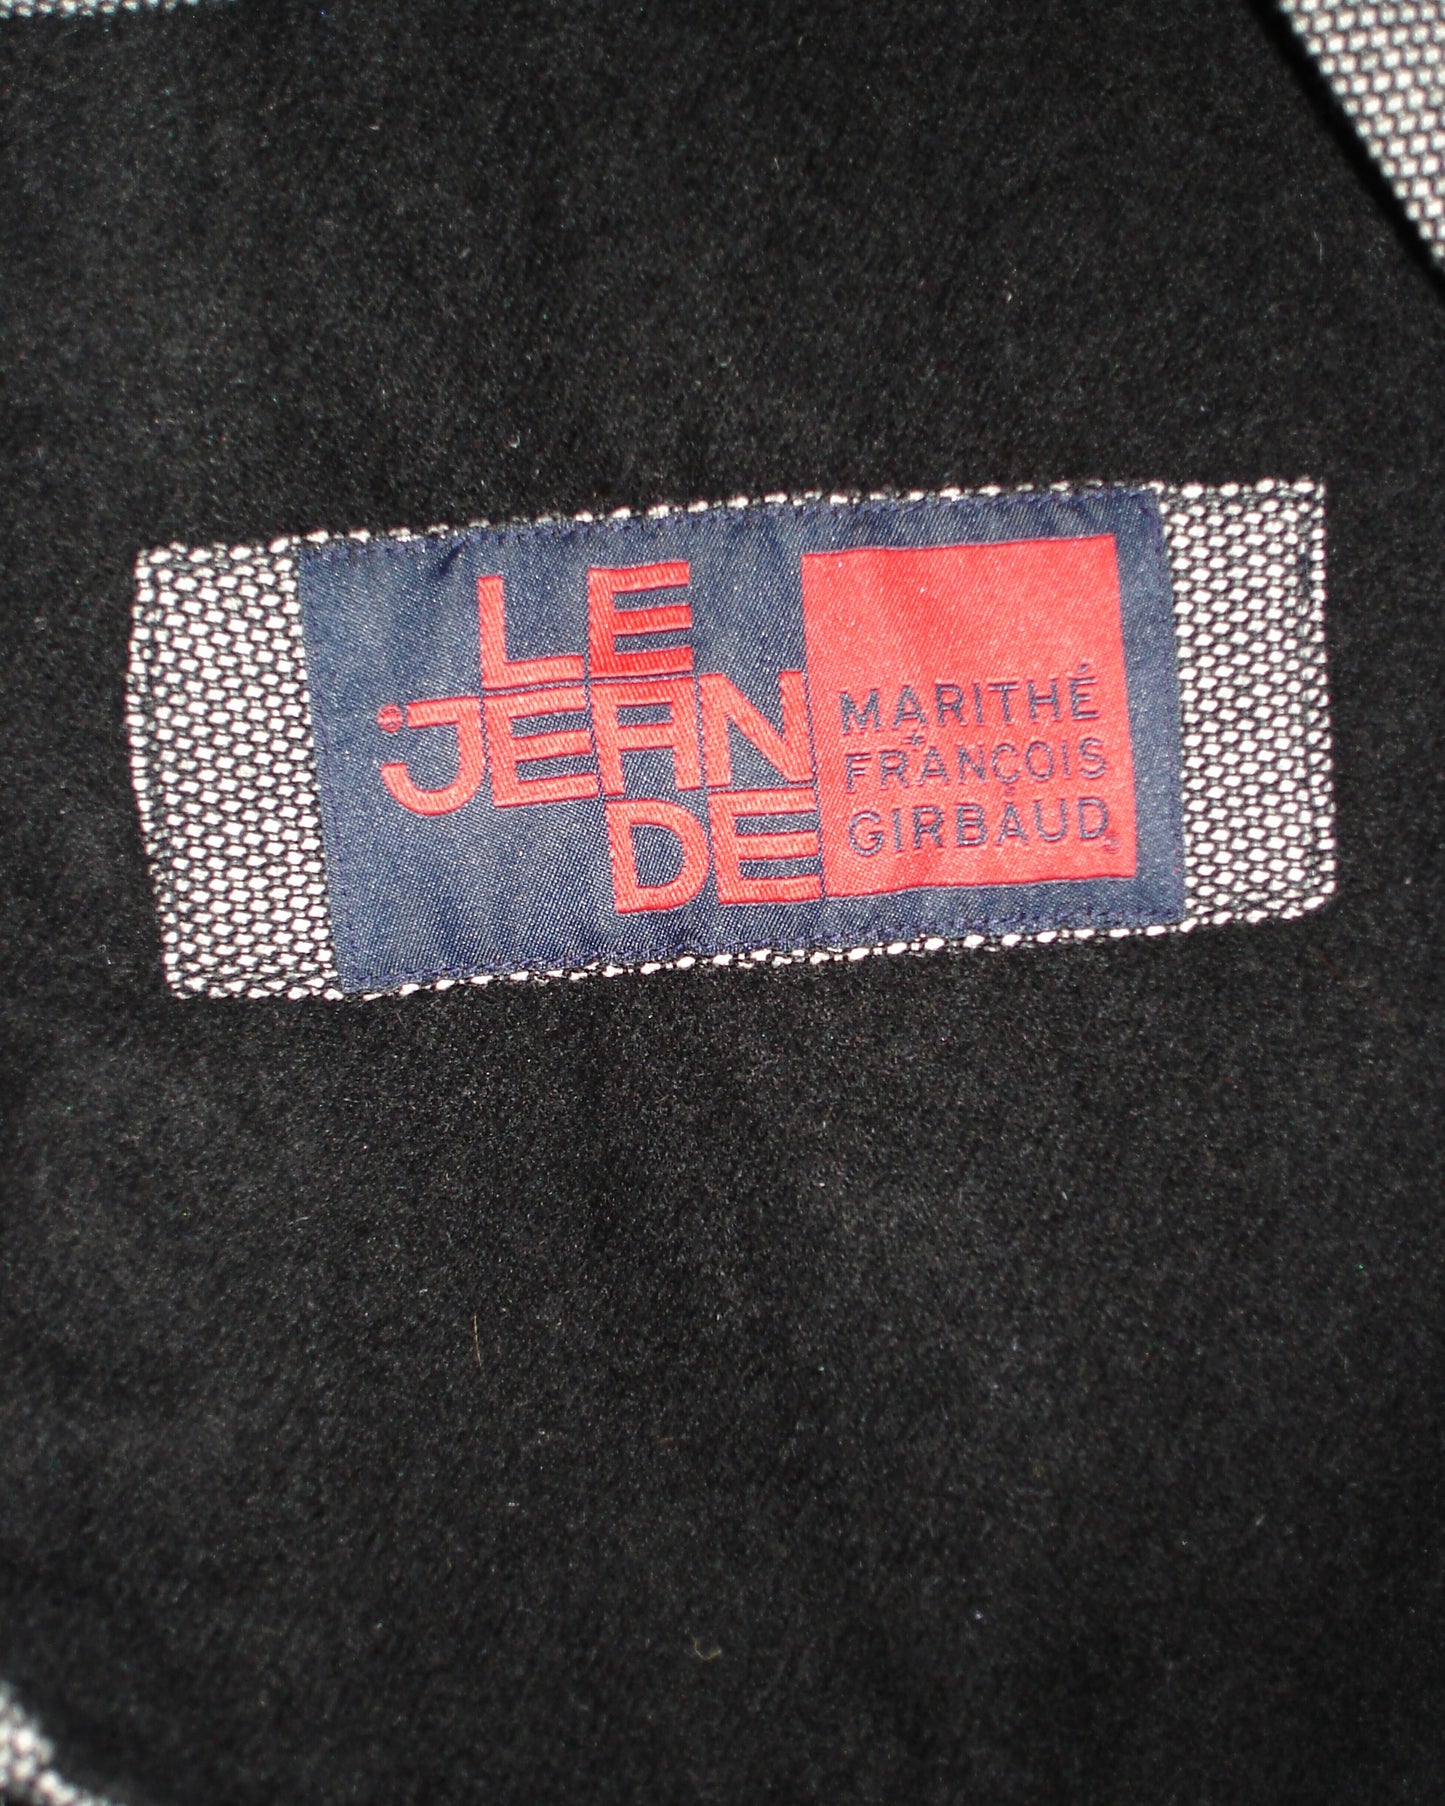 LE
JEAN
DE
MARITHÉ
+
FRANÇOIS
GIRBAUD